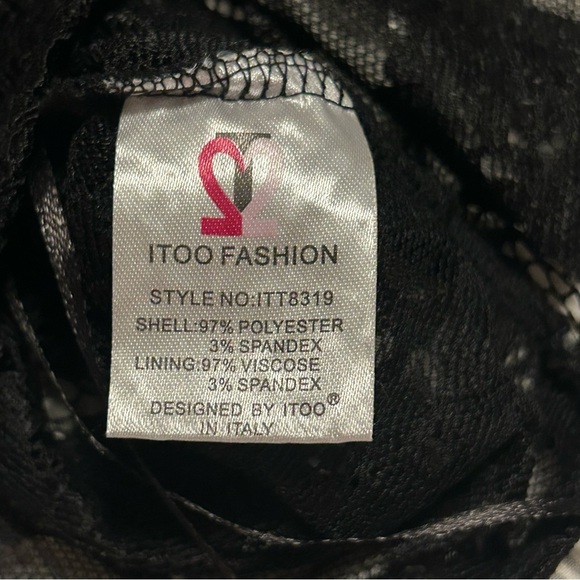 ITOO FASHION
STYLE NO:ITT8319
SHELL:97% POLYESTER
3% SPANDEX
LINING:97% VISCOSE
3% SPANDEX
DESIGNED BY ITOO®
IN ITALY